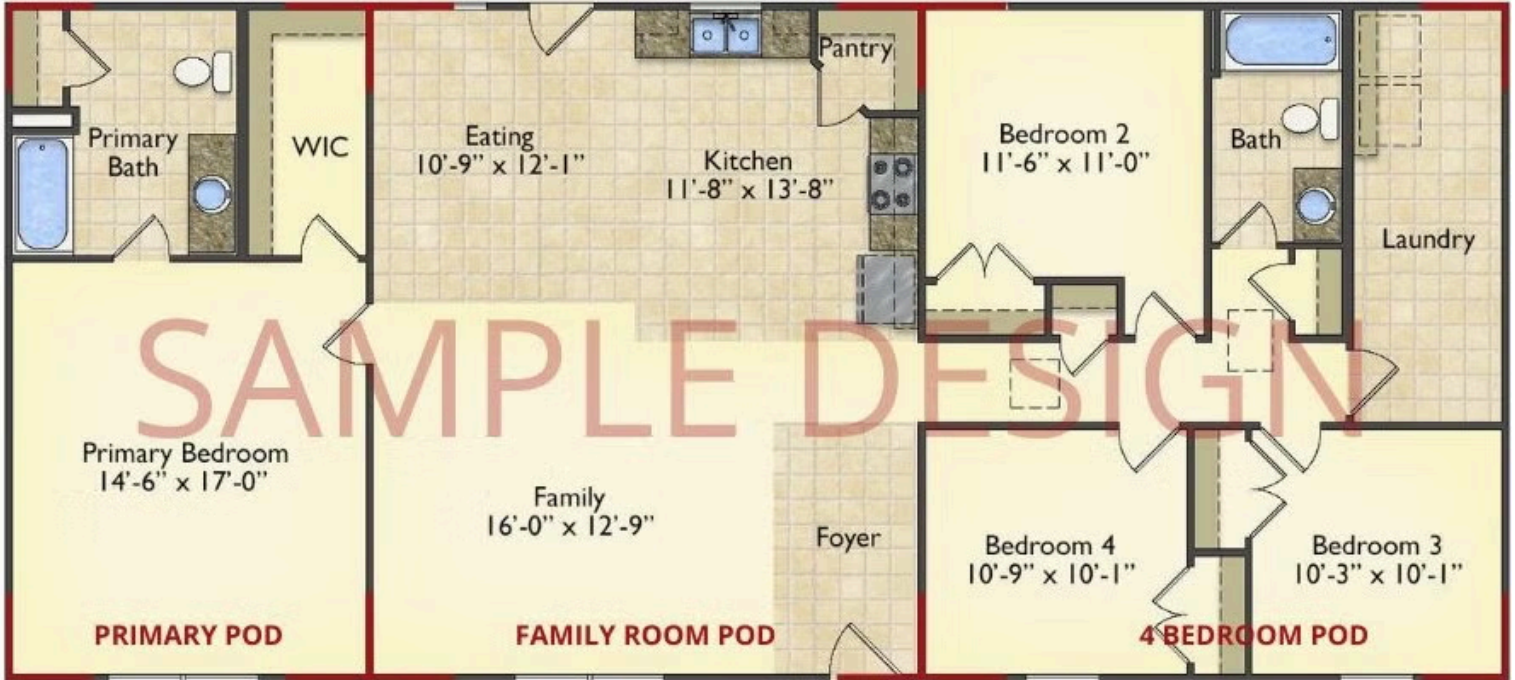 Pantry
Primary
Bath
WIC
Eating
10'-9" x 12'-1"
Kitchen
11'-8" x 13'-8"
Bedroom 2
11'-6" x 11'-0"
Bath
Laundry
SAMPLE DESIGN
Primary Bedroom
14'-6" x 17'-0"
Family
16'-0" x 12'-9"
Foyer
Bedroom 4
10'-9" x 10'-1"
Bedroom 3
10'-3" x 10'-1"
PRIMARY POD
FAMILY ROOM POD
4 BEDROOM POD